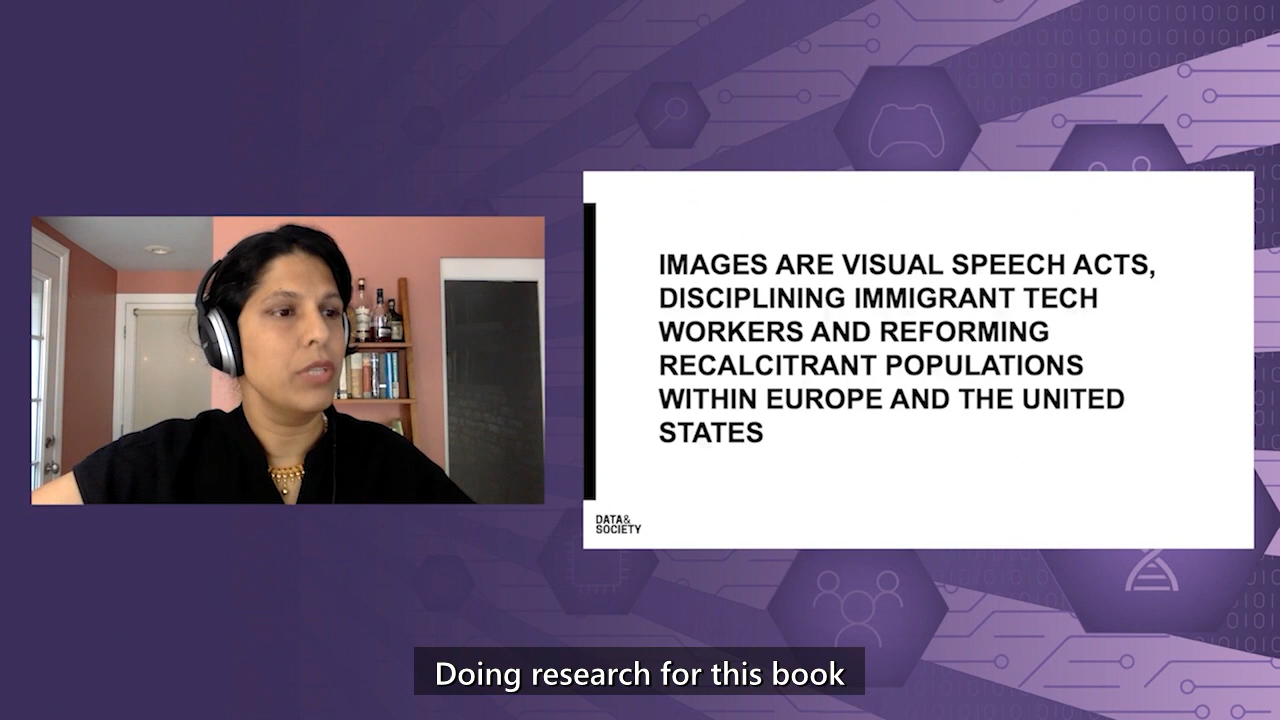 IMAGES ARE VISUAL SPEECH ACTS,
DISCIPLINING IMMIGRANT TECH
WORKERS AND REFORMING
RECALCITRANT POPULATIONS
WITHIN EUROPE AND THE UNITED
STATES
DATA&
SOCIETY
Doing research for this book